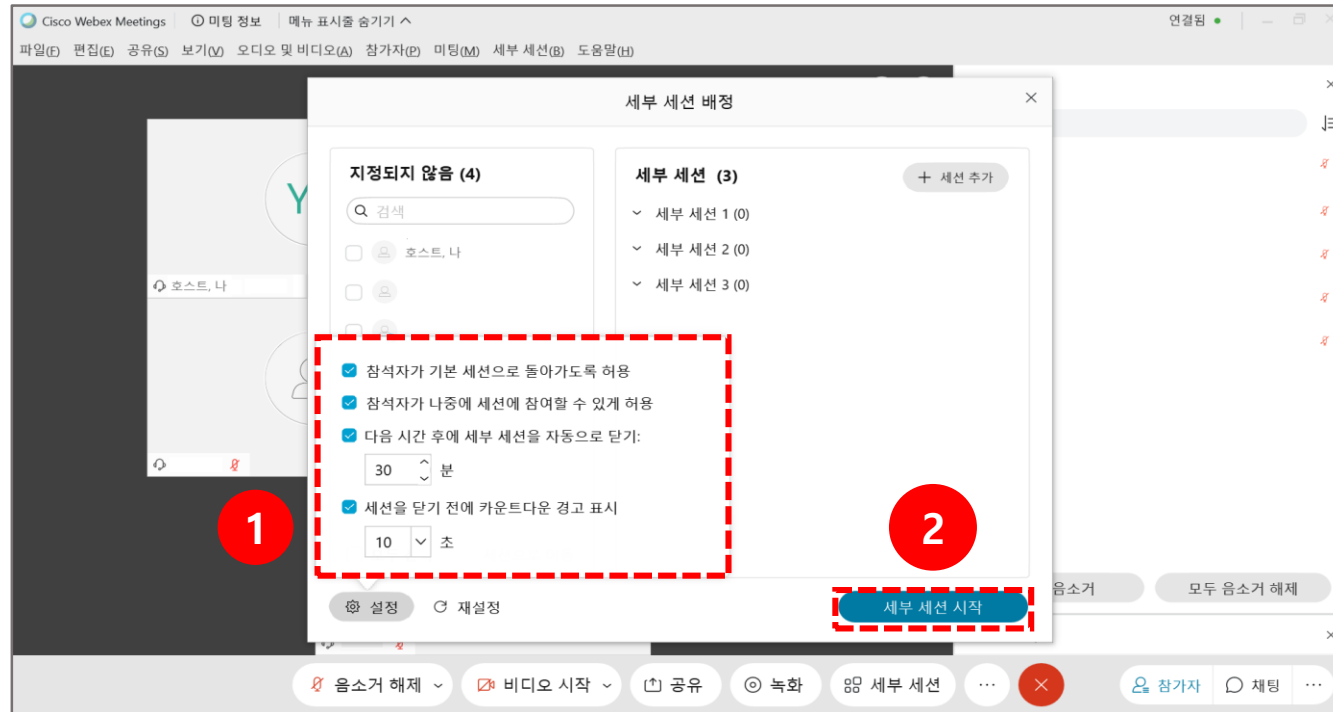 Cisco Webex Meetings 미팅 정보 메뉴 표시줄 숨기기 연결됨
파일(F) 편집(E) 공유(S) 보기(V) 오디오 및 비디오(A) 참가자(P) 미팅(M) 세부 세션(B) 도움말(H)
세부 세션 배정
지정되지 않음 (4)
검색
호스트, 나
세부 세션 (3)
+ 세션 추가
세부 세션 1 (0)
세부 세션 2 (0)
세부 세션 3 (0)
Y
호스트, 나
참석자가 기본 세션으로 돌아가도록 허용
참석자가 나중에 세션에 참여할 수 있게 허용
다음 시간 후에 세부 세션을 자동으로 닫기:
30 분
세션을 닫기 전에 카운트다운 경고 표시
10 초
1
2
설정 재설정
세부 세션 시작
음소거 모두 음소거 해제
음소거 해제 비디오 시작 공유 녹화 세부 세션 ... 참가자 채팅 ...